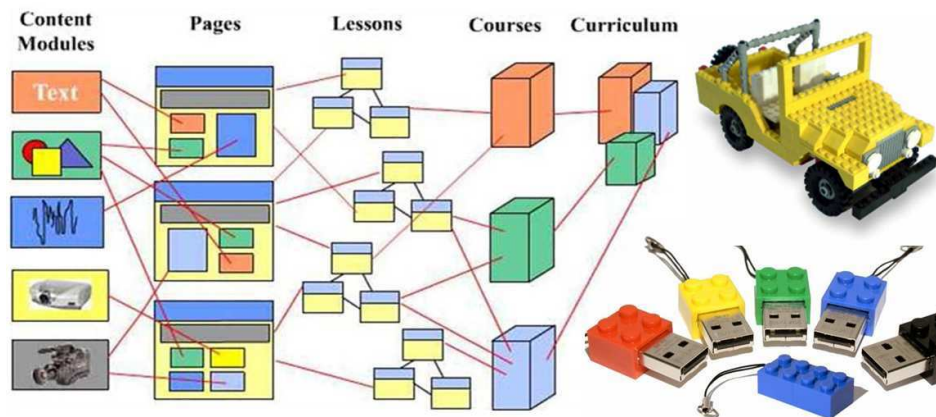 Content
Modules
Pages
Lessons
Courses
Curriculum
Text